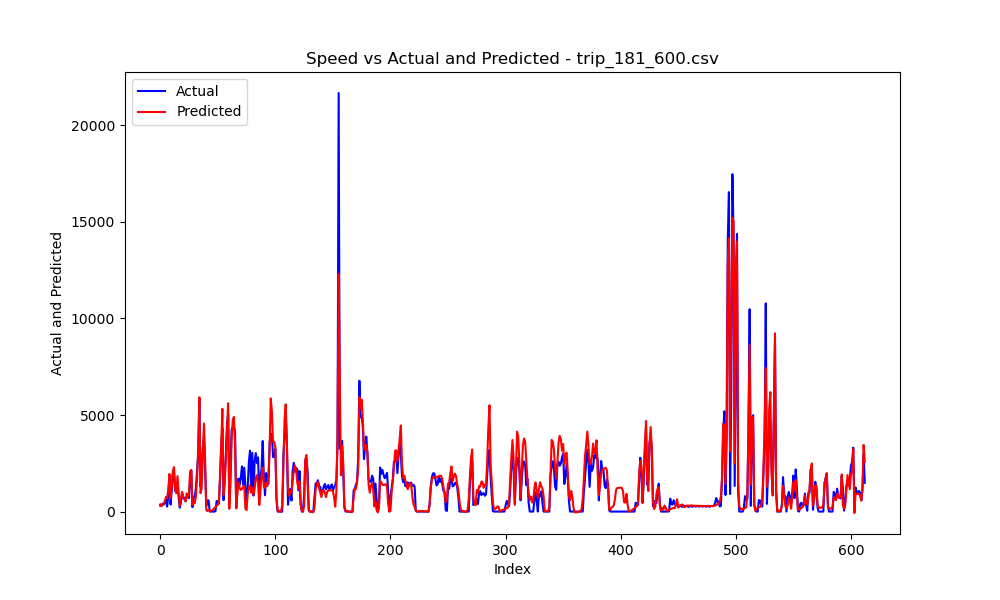 Speed vs Actual and Predicted - trip_181_600.csv
Actual
Predicted
20000
15000
10000
5000
0
Actual and Predicted
0
100
200
300
400
500
600
Index